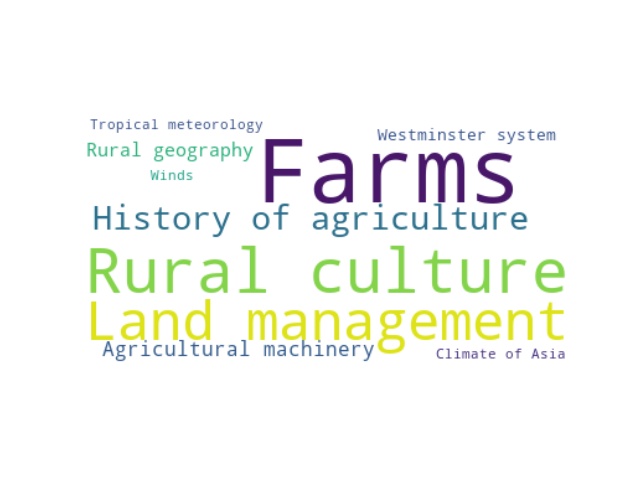 Tropical meteorology
Westminster system
Rural geography
Farms
Winds
History of agriculture
Rural culture
Land management
Agricultural machinery
Climate of Asia